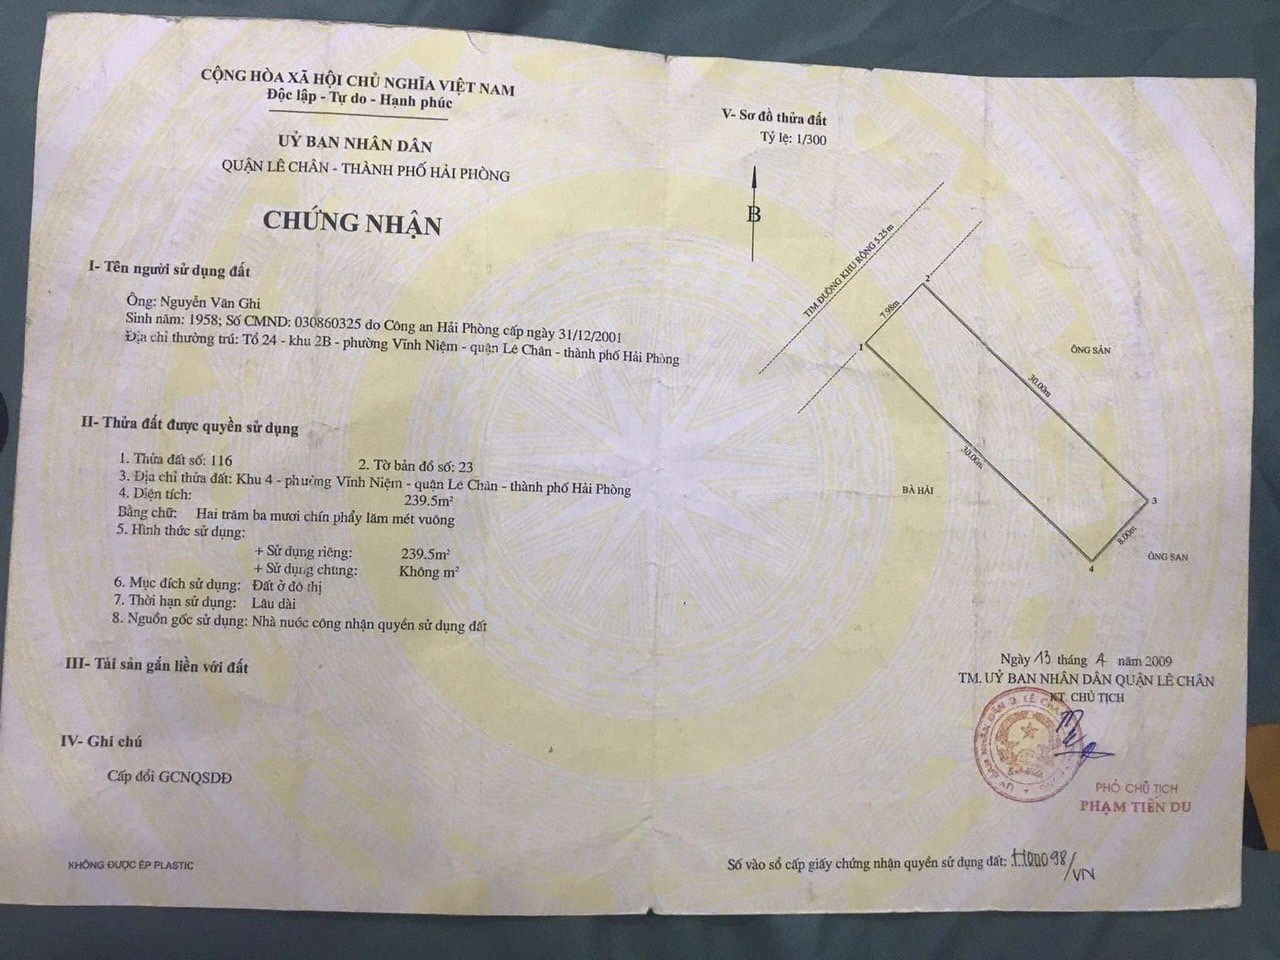 CỘNG HÒA XÃ HỘI CHỦ NGHĨA VIỆT NAM
Độc lập - Tự do - Hạnh phúc
UỶ BAN NHÂN DÂN
QUẬN LÊ CHÂN - THÀNH PHỐ HẢI PHÒNG
CHỨNG NHẬN
I- Tên người sử dụng đất
Ông: Nguyễn Văn Ghi
Sinh năm: 1958; Số CMND: 030860325 do Công an Hải Phòng cấp ngày 31/12/2001
Địa chỉ thường trú: Tổ 24 - khu 2B - phường Vĩnh Niệm - quận Lê Chân - thành phố Hải Phòng
II- Thửa đất được quyền sử dụng
1. Thửa đất số: 116 2. Tờ bản đồ số: 23
3. Địa chỉ thửa đất: Khu 4 - phường Vĩnh Niệm - quận Lê Chân - thành phố Hải Phòng
4. Diện tích: 239.5m²
Bằng chữ: Hai trăm ba mươi chín phẩy lăm mét vuông
5. Hình thức sử dụng:
+ Sử dụng riêng: 239.5m²
+ Sử dụng chung: Không m²
6. Mục đích sử dụng: Đất ở đô thị
7. Thời hạn sử dụng: Lâu dài
8. Nguồn gốc sử dụng: Nhà nước công nhận quyền sử dụng đất
III- Tài sản gắn liền với đất
IV- Ghi chú
Cấp đổi GCNQSDĐ
KHÔNG ĐƯỢC ÉP PLASTIC
V- Sơ đồ thửa đất
Tỷ lệ: 1/300
B
TIM ĐƯỜNG KHU RỘNG 5.25m
7.98m
2
1
ÔNG SẢN
30.00m
30.00m
BÀ HẢI
3
8.00m
ÔNG SAN
4
Ngày 13 tháng 4 năm 2009
TM. UỶ BAN NHÂN DÂN QUẬN LÊ CHÂN
KT. CHỦ TỊCH
PHÓ CHỦ TỊCH
PHẠM TIẾN DU
Số vào sổ cấp giấy chứng nhận quyền sử dụng đất: H00098/VN